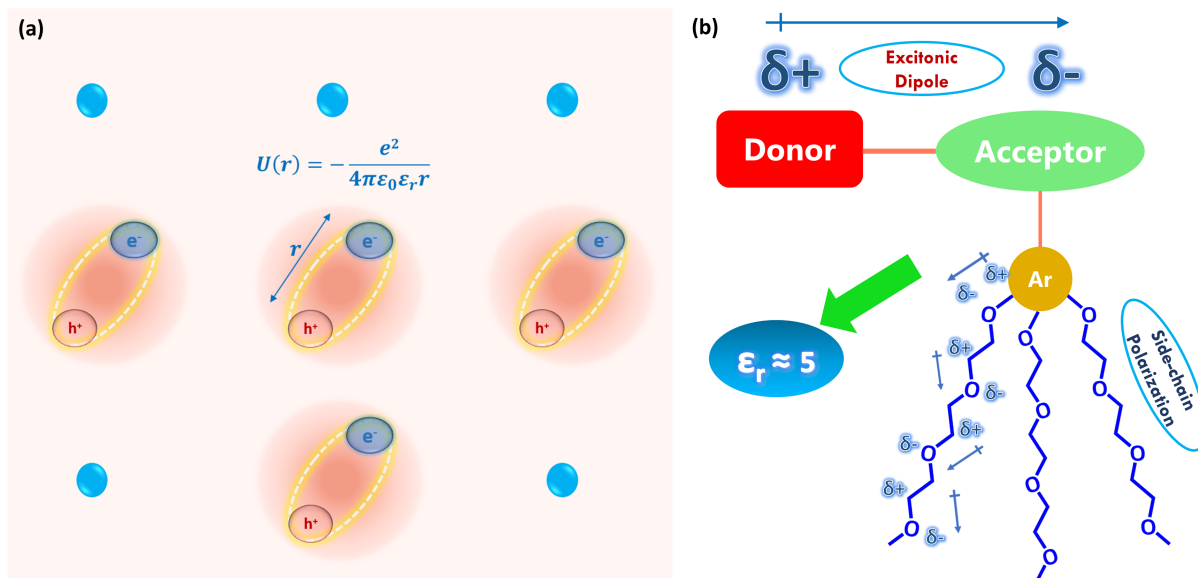 (a)
U(r) = − e² / 4πε₀εᵣr
e⁻
h⁺
r
e⁻
h⁺
e⁻
h⁺
e⁻
h⁺
(b)
δ+
Excitonic
Dipole
δ-
Donor
Acceptor
Ar
δ+
δ-
O
O
O
δ+
O
δ-
O
O
δ+
δ-
O
O
O
δ+
O
O
δ-
O
Side-chain
Polarization
εᵣ ≈ 5